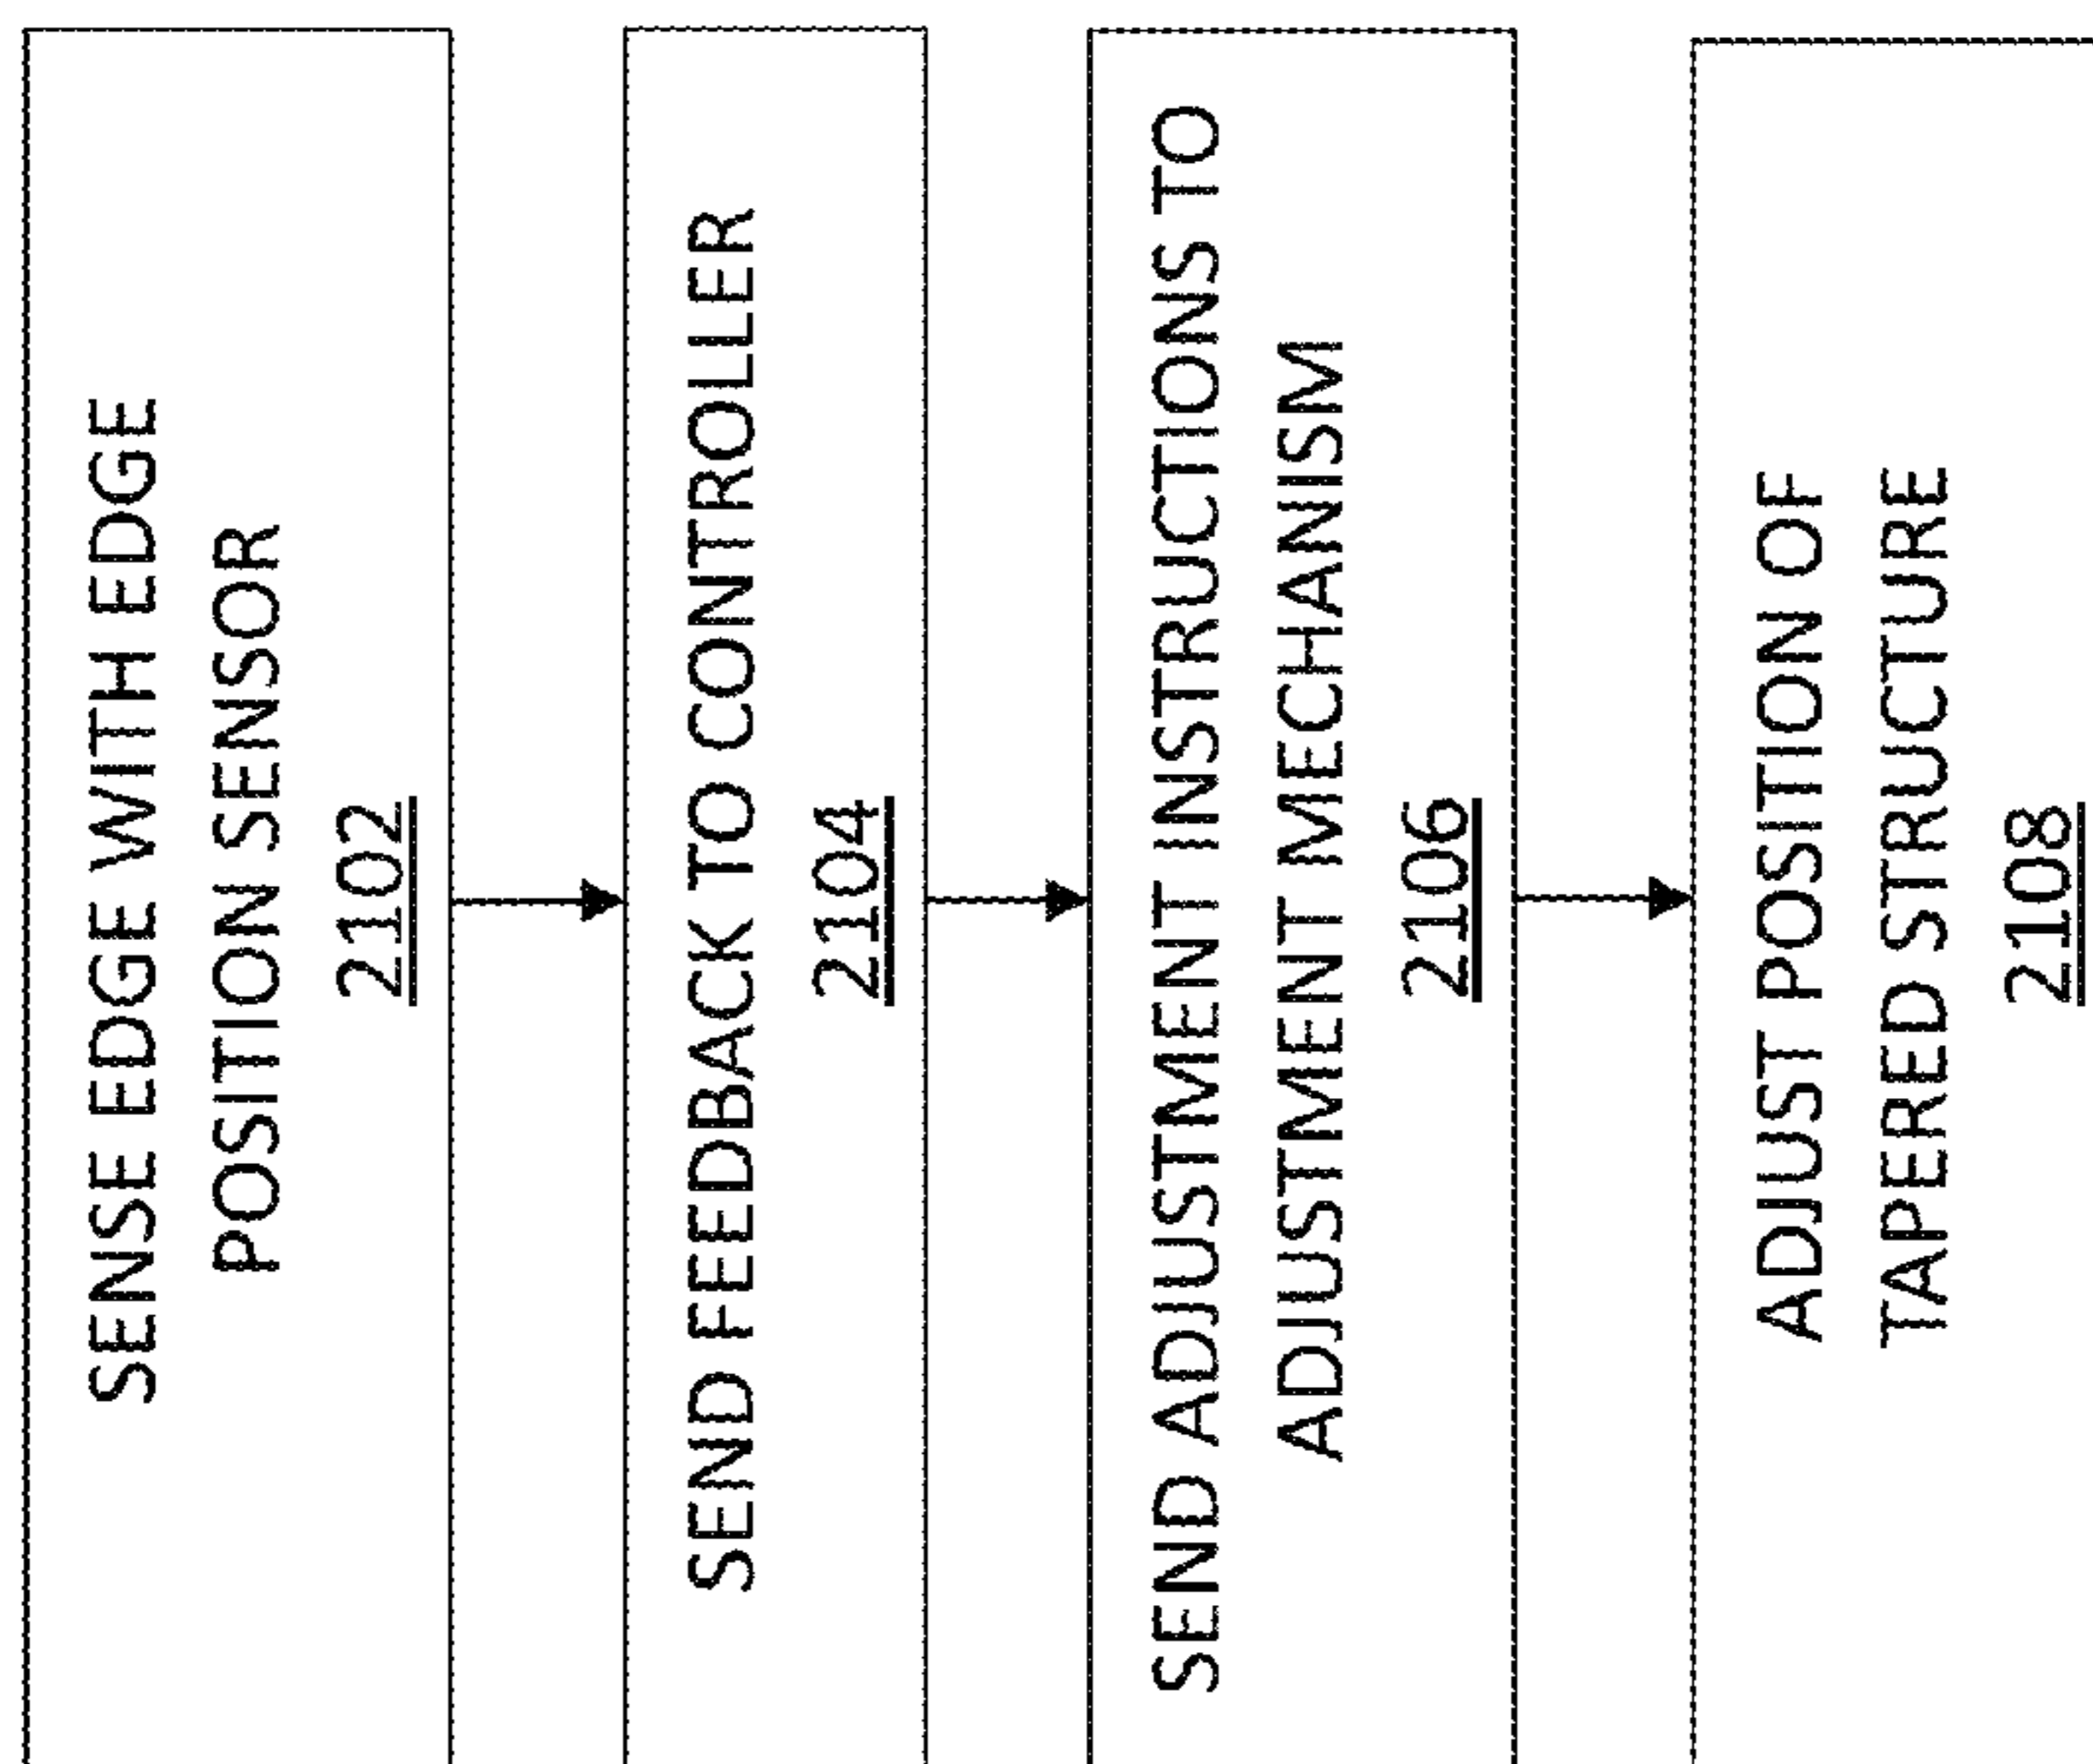 SENSE EDGE WITH EDGE
POSITION SENSOR
2102
SEND FEEDBACK TO CONTROLLER
2104
SEND ADJUSTMENT INSTRUCTIONS TO
ADJUSTMENT MECHANISM
2106
ADJUST POSITION OF
TAPERED STRUCTURE
2108